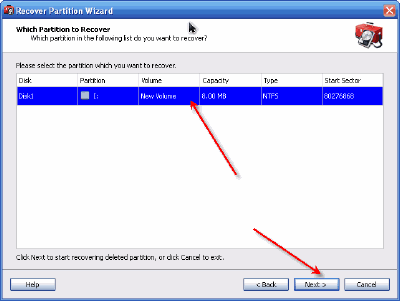 Recover Partition Wizard
Which Partition to Recover
Which partition in the following list do you want to recover?
Please select the partition which you want to recover.
Disk Partition Volume Capacity Type Start Sector
Disk1 I: New Volume 8.00 MB NTFS 80276868
Click Next to start recovering deleted partition, or click Cancel to exit.
Help < Back Next > Cancel